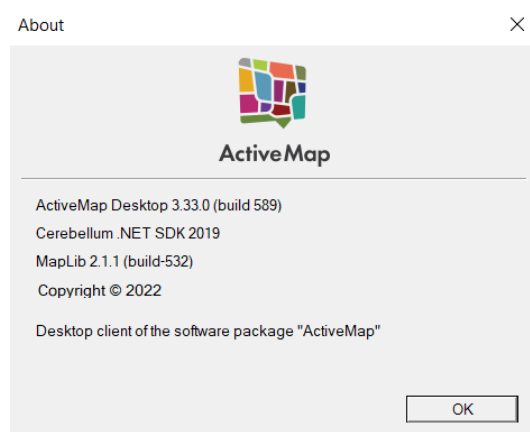 About
ActiveMap
ActiveMap Desktop 3.33.0 (build 589)
Cerebellum .NET SDK 2019
MapLib 2.1.1 (build-532)
Copyright © 2022
Desktop client of the software package "ActiveMap"
OK